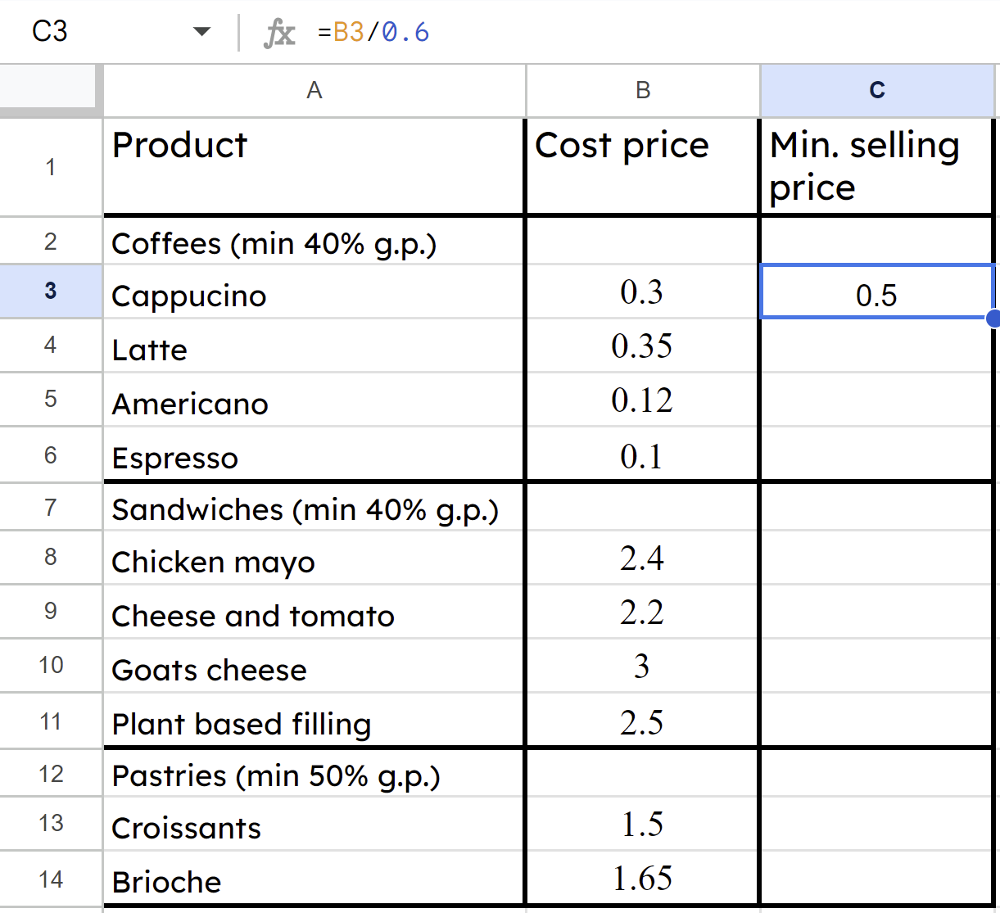 C3 fx =B3/0.6
A B C
1 Product Cost price Min. selling
price
2 Coffees (min 40% g.p.)
3 Cappucino 0.3 0.5
4 Latte 0.35
5 Americano 0.12
6 Espresso 0.1
7 Sandwiches (min 40% g.p.)
8 Chicken mayo 2.4
9 Cheese and tomato 2.2
10 Goats cheese 3
11 Plant based filling 2.5
12 Pastries (min 50% g.p.)
13 Croissants 1.5
14 Brioche 1.65